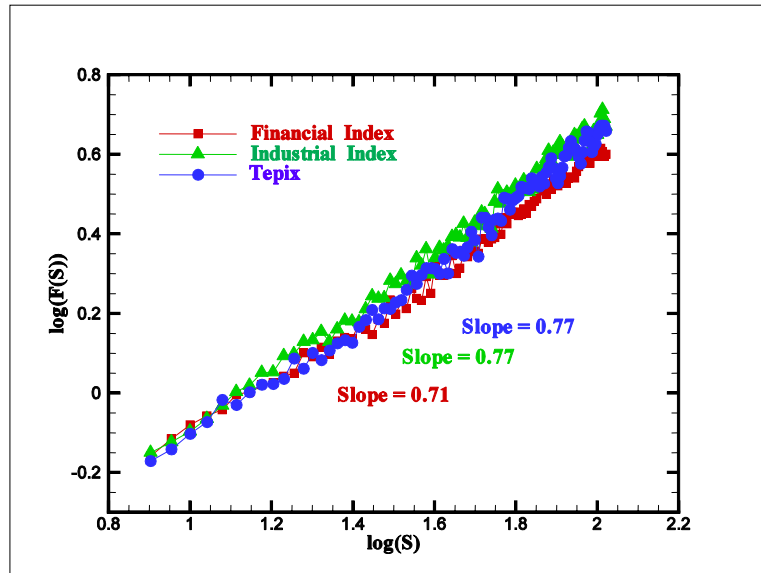 0.8
0.6
0.4
0.2
0
-0.2
log(F(S))
Financial Index
Industrial Index
Tepix
Slope = 0.77
Slope = 0.77
Slope = 0.71
0.8
1
1.2
1.4
1.6
1.8
2
2.2
log(S)